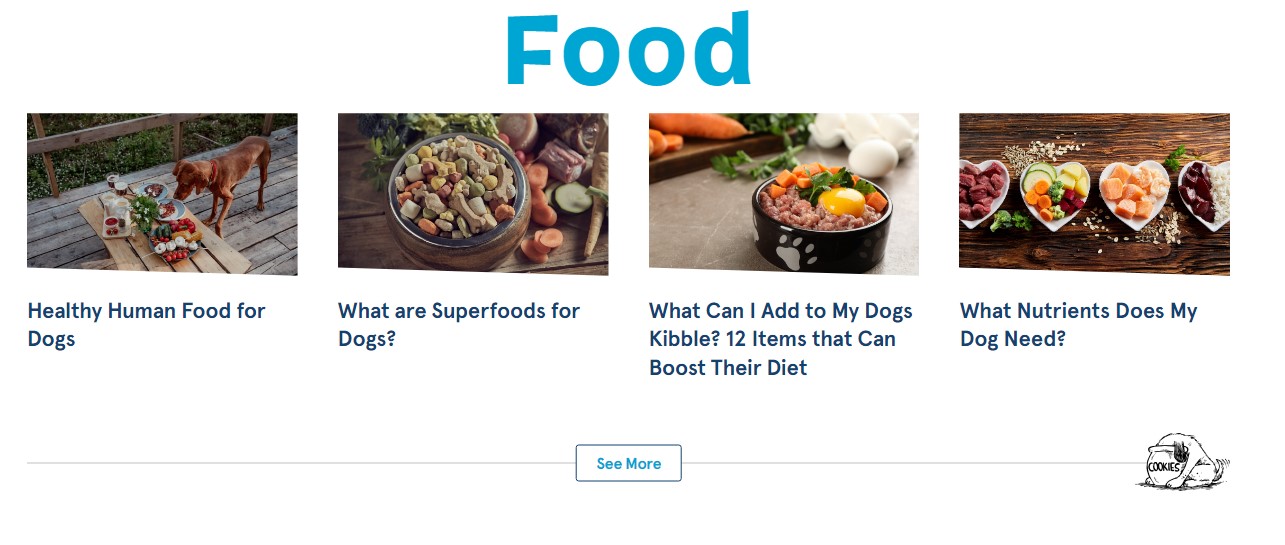 Food
Healthy Human Food for
Dogs
What are Superfoods for
Dogs?
What Can I Add to My Dogs
Kibble? 12 Items that Can
Boost Their Diet
What Nutrients Does My
Dog Need?
See More
COOKIES